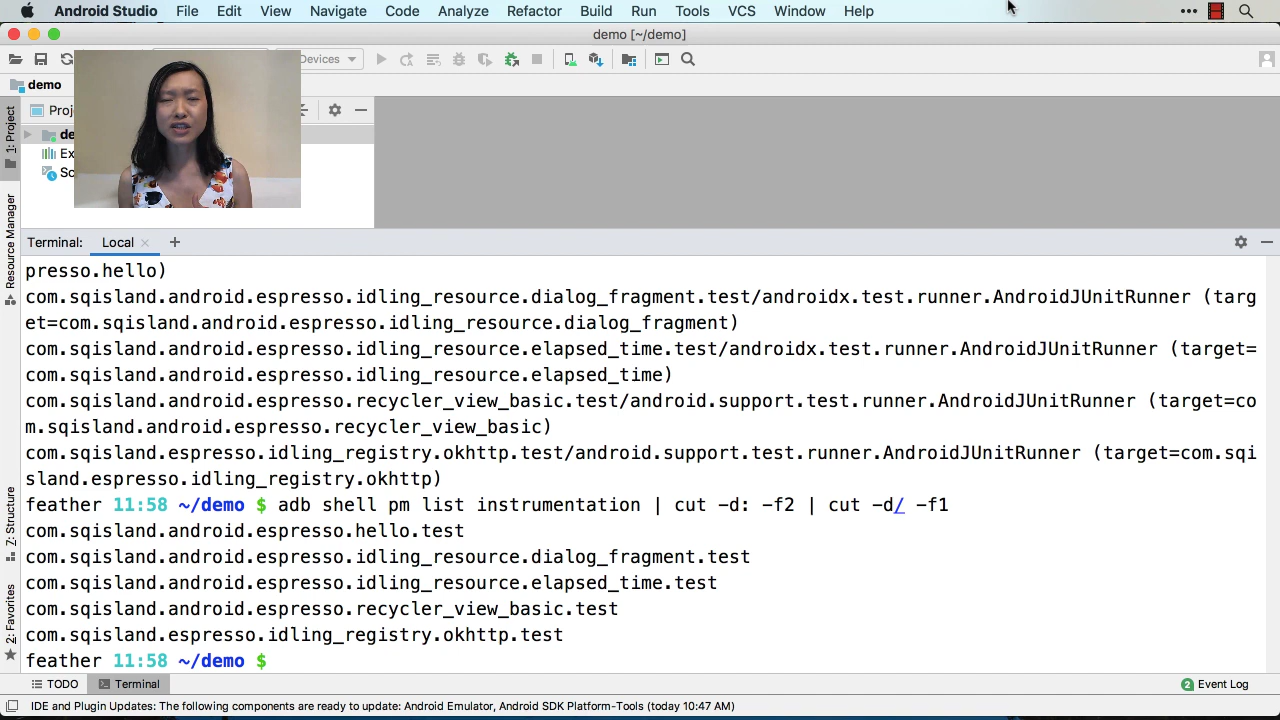 Android Studio File Edit View Navigate Code Analyze Refactor Build Run Tools VCS Window Help
demo [~/demo]
Devices
demo
1: Project
Resource Manager
Z: Structure
2: Favorites
Terminal: Local × +
presso.hello)
com.sqisland.android.espresso.idling_resource.dialog_fragment.test/androidx.test.runner.AndroidJUnitRunner (targ
et=com.sqisland.android.espresso.idling_resource.dialog_fragment)
com.sqisland.android.espresso.idling_resource.elapsed_time.test/androidx.test.runner.AndroidJUnitRunner (target=
com.sqisland.android.espresso.idling_resource.elapsed_time)
com.sqisland.android.espresso.recycler_view_basic.test/android.support.test.runner.AndroidJUnitRunner (target=co
m.sqisland.android.espresso.recycler_view_basic)
com.sqisland.espresso.idling_registry.okhttp.test/android.support.test.runner.AndroidJUnitRunner (target=com.sqi
sland.espresso.idling_registry.okhttp)
feather 11:58 ~/demo $ adb shell pm list instrumentation | cut -d: -f2 | cut -d/ -f1
com.sqisland.android.espresso.hello.test
com.sqisland.android.espresso.idling_resource.dialog_fragment.test
com.sqisland.android.espresso.idling_resource.elapsed_time.test
com.sqisland.android.espresso.recycler_view_basic.test
com.sqisland.espresso.idling_registry.okhttp.test
feather 11:58 ~/demo $
TODO Terminal 2 Event Log
IDE and Plugin Updates: The following components are ready to update: Android Emulator, Android SDK Platform-Tools (today 10:47 AM)